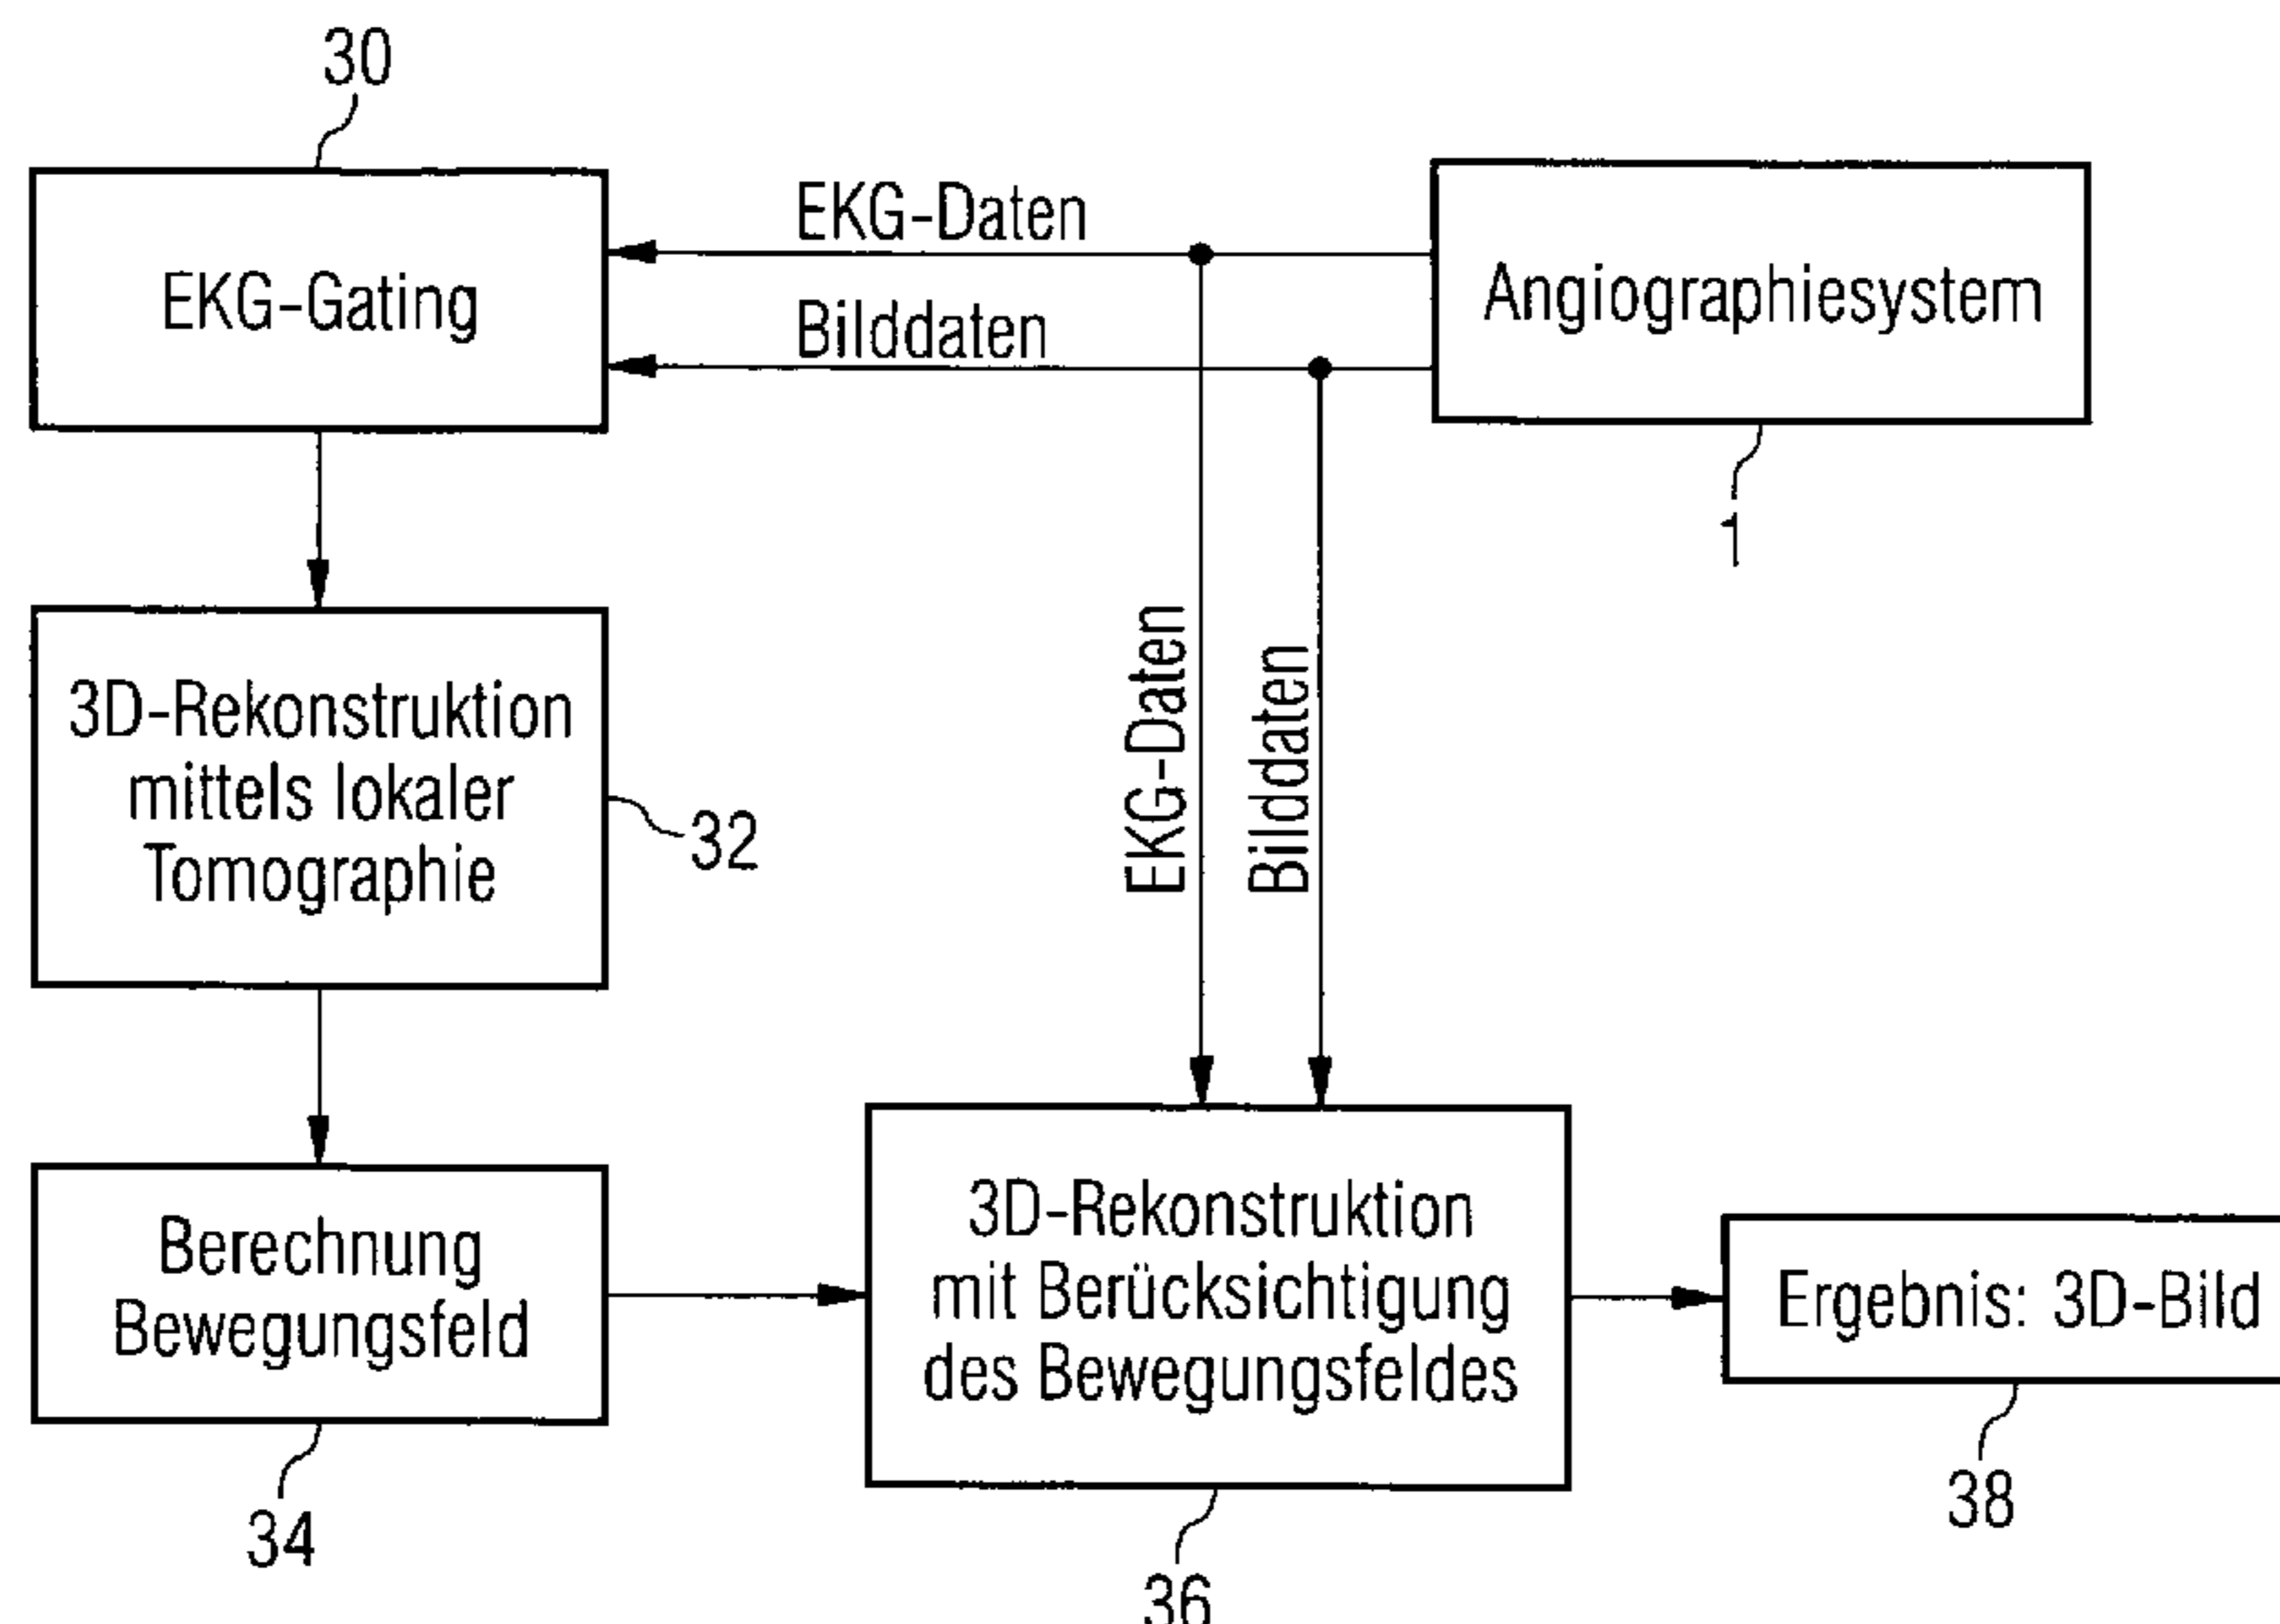 30
EKG-Daten
Bilddaten
EKG-Gating
Angiographiesystem
1
3D-Rekonstruktion
mittels lokaler
Tomographie
32
EKG-Daten
Bilddaten
Berechnung
Bewegungsfeld
34
3D-Rekonstruktion
mit Berücksichtigung
des Bewegungsfeldes
36
Ergebnis: 3D-Bild
38